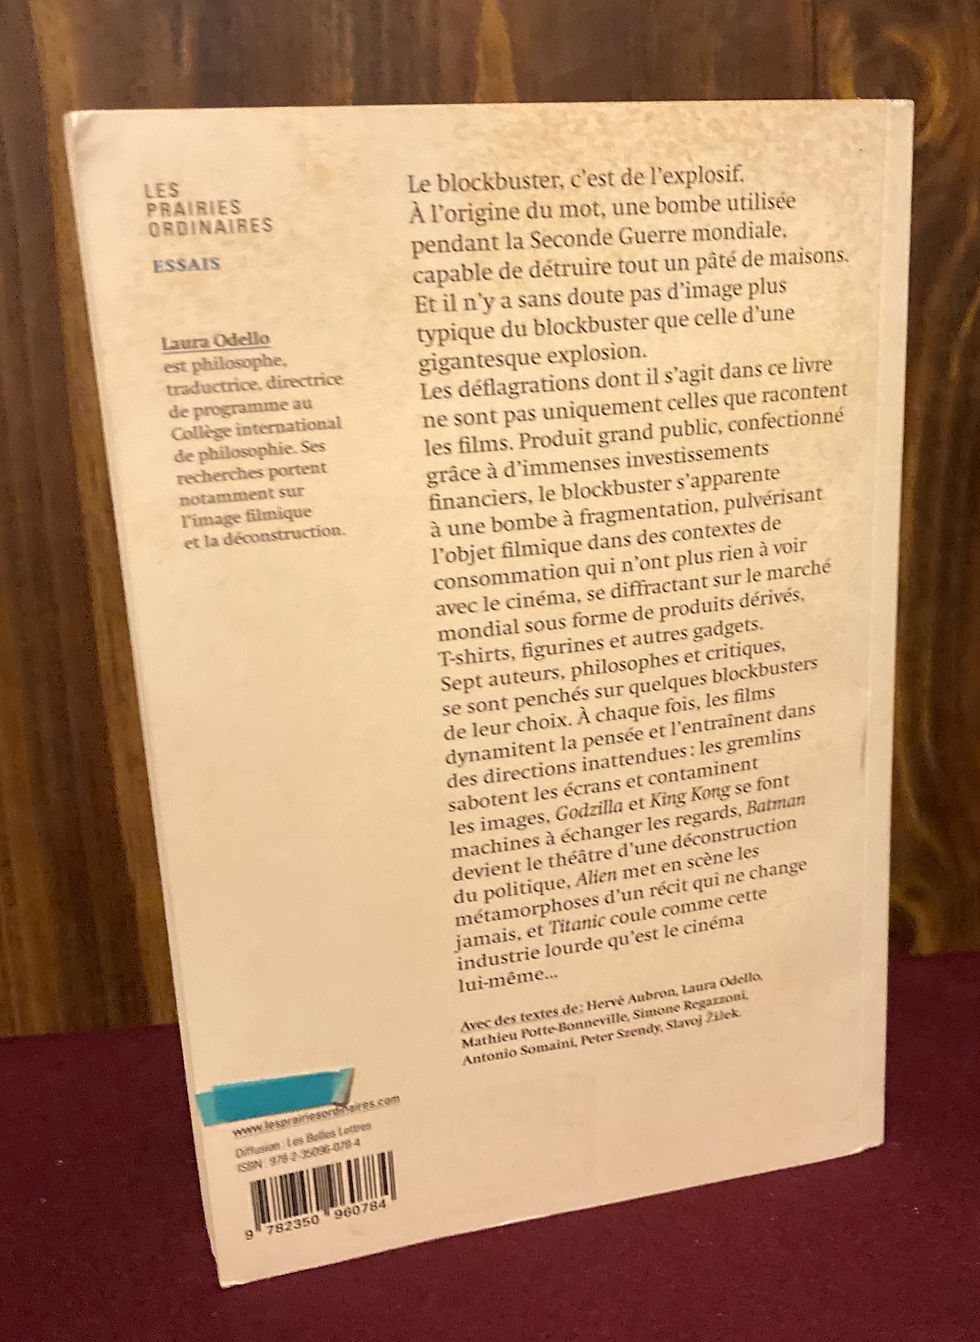 LES
PRAIRIES
ORDINAIRES
ESSAIS
Laura Odello
est philosophe,
traductrice, directrice
de programme au
Collège international
de philosophie. Ses
recherches portent
notamment sur
l'image filmique
et la déconstruction.
Le blockbuster, c'est de l'explosif.
À l'origine du mot, une bombe utilisée
pendant la Seconde Guerre mondiale,
capable de détruire tout un pâté de maisons.
Et il n'y a sans doute pas d'image plus
typique du blockbuster que celle d'une
gigantesque explosion.
Les déflagrations dont il s'agit dans ce livre
ne sont pas uniquement celles que racontent
les films. Produit grand public, confectionné
grâce à d'immenses investissements
financiers, le blockbuster s'apparente
à une bombe à fragmentation, pulvérisant
l'objet filmique dans des contextes de
consommation qui n'ont plus rien à voir
avec le cinéma, se diffractant sur le marché
mondial sous forme de produits dérivés,
T-shirts, figurines et autres gadgets.
Sept auteurs, philosophes et critiques,
se sont penchés sur quelques blockbusters
de leur choix. À chaque fois, les films
dynamitent la pensée et l'entraînent dans
des directions inattendues : les gremlins
sabotent les écrans et contaminent
les images, Godzilla et King Kong se font
machines à échanger les regards, Batman
devient le théâtre d'une déconstruction
du politique, Alien met en scène les
métamorphoses d'un récit qui ne change
jamais, et Titanic coule comme cette
industrie lourde qu'est le cinéma
lui-même...
Avec des textes de : Hervé Aubron, Laura Odello,
Mathieu Potte-Bonneville, Simone Regazzoni,
Antonio Somaini, Peter Szendy, Slavoj Žižek.
www.lesprairiesordinaires.com
Diffusion : Les Belles Lettres
ISBN : 978-2-35096-078-4
9 782350 960784